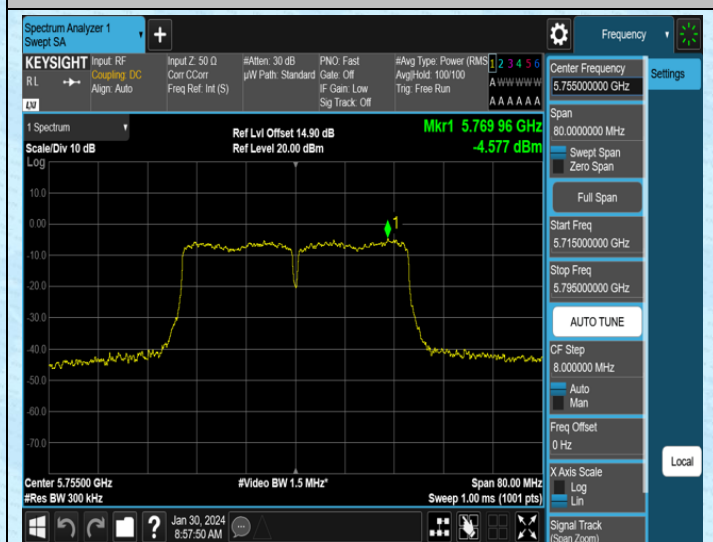 Spectrum Analyzer 1
Swept SA
+
Frequency
KEYSIGHT
Input: RF
Input Z: 50 Ω
#Atten: 30 dB
PNO: Fast
#Avg Type: Power (RMS
1 2 3 4 5 6
RL
Coupling: DC
Corr CCorr
µW Path: Standard
Gate: Off
Avg|Hold: 100/100
A W W W W W
Align: Auto
Freq Ref: Int (S)
IF Gain: Low
Trig: Free Run
Sig Track: Off
A A A A A A
LXI
1 Spectrum
Ref Lvl Offset 14.90 dB
Mkr1 5.769 96 GHz
Scale/Div 10 dB
Ref Level 20.00 dBm
-4.577 dBm
Log
10.0
0.00
-10.0
-20.0
-30.0
-40.0
-50.0
-60.0
-70.0
1
Center 5.75500 GHz
#Video BW 1.5 MHz*
Span 80.00 MHz
#Res BW 300 kHz
Sweep 1.00 ms (1001 pts)
Center Frequency
5.755000000 GHz
Settings
Span
80.0000000 MHz
Swept Span
Zero Span
Full Span
Start Freq
5.715000000 GHz
Stop Freq
5.795000000 GHz
AUTO TUNE
CF Step
8.000000 MHz
Auto
Man
Freq Offset
0 Hz
X Axis Scale
Log
Lin
Local
Signal Track
(Span Zoom)
?
Jan 30, 2024
8:57:50 AM